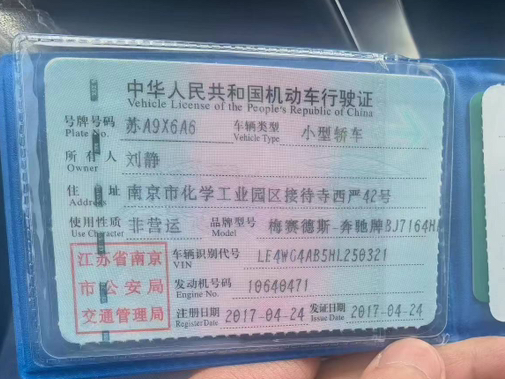 中华人民共和国机动车行驶证
Vehicle License of the People's Republic of China
号牌号码 苏A9X6A6 车辆类型 小型轿车
Plate No. Vehicle Type
所有人 刘静
Owner
住址 南京市化学工业园区接待寺西严42号
Address
使用性质 非营运 品牌型号 梅赛德斯-奔驰牌BJ7164H
Use Character Model
江苏省南京
市公安局
交通管理局
车辆识别代号 LE4WG4AB5HL250321
VIN
发动机号码 10640471
Engine No.
注册日期 2017-04-24 发证日期 2017-04-24
Register Date Issue Date